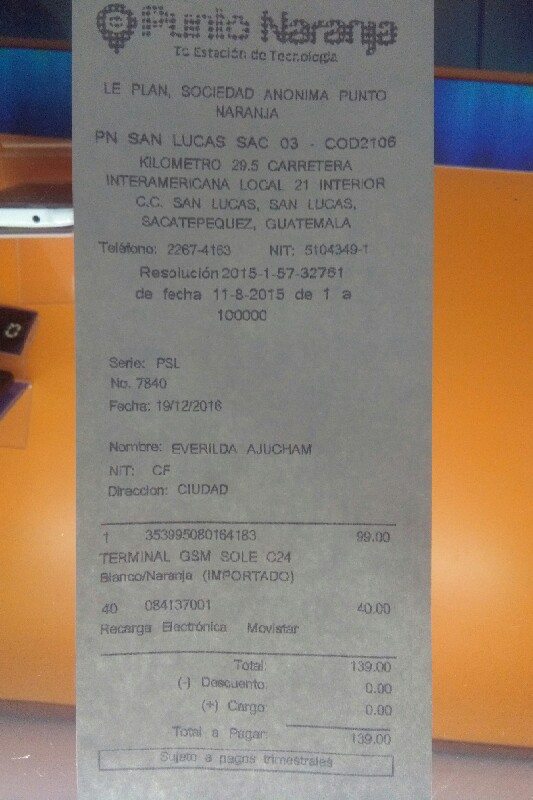 Punto Naranja
Tu Estación de Tecnología
LE PLAN, SOCIEDAD ANONIMA PUNTO
NARANJA
PN SAN LUCAS SAC 03 - COD2106
KILOMETRO 29.5 CARRETERA
INTERAMERICANA LOCAL 21 INTERIOR
C.C. SAN LUCAS, SAN LUCAS,
SACATEPEQUEZ, GUATEMALA
Teléfono: 2267-4163 NIT: 5104349-1
Resolución 2015-1-57-32761
de fecha 11-8-2015 de 1 a
100000
Serie: PSL
No. 7840
Fecha: 19/12/2016
Nombre: EVERILDA AJUCHAM
NIT: CF
Direccion: CIUDAD
1 353995080164183 99.00
TERMINAL GSM SOLE C24
Blanco/Naranja (IMPORTADO)
40 084137001 40.00
Recarga Electrónica Movistar
Total: 139.00
(-) Descuento: 0.00
(+) Cargo: 0.00
Total a Pagar: 139.00
Sujeto a pagos trimestrales